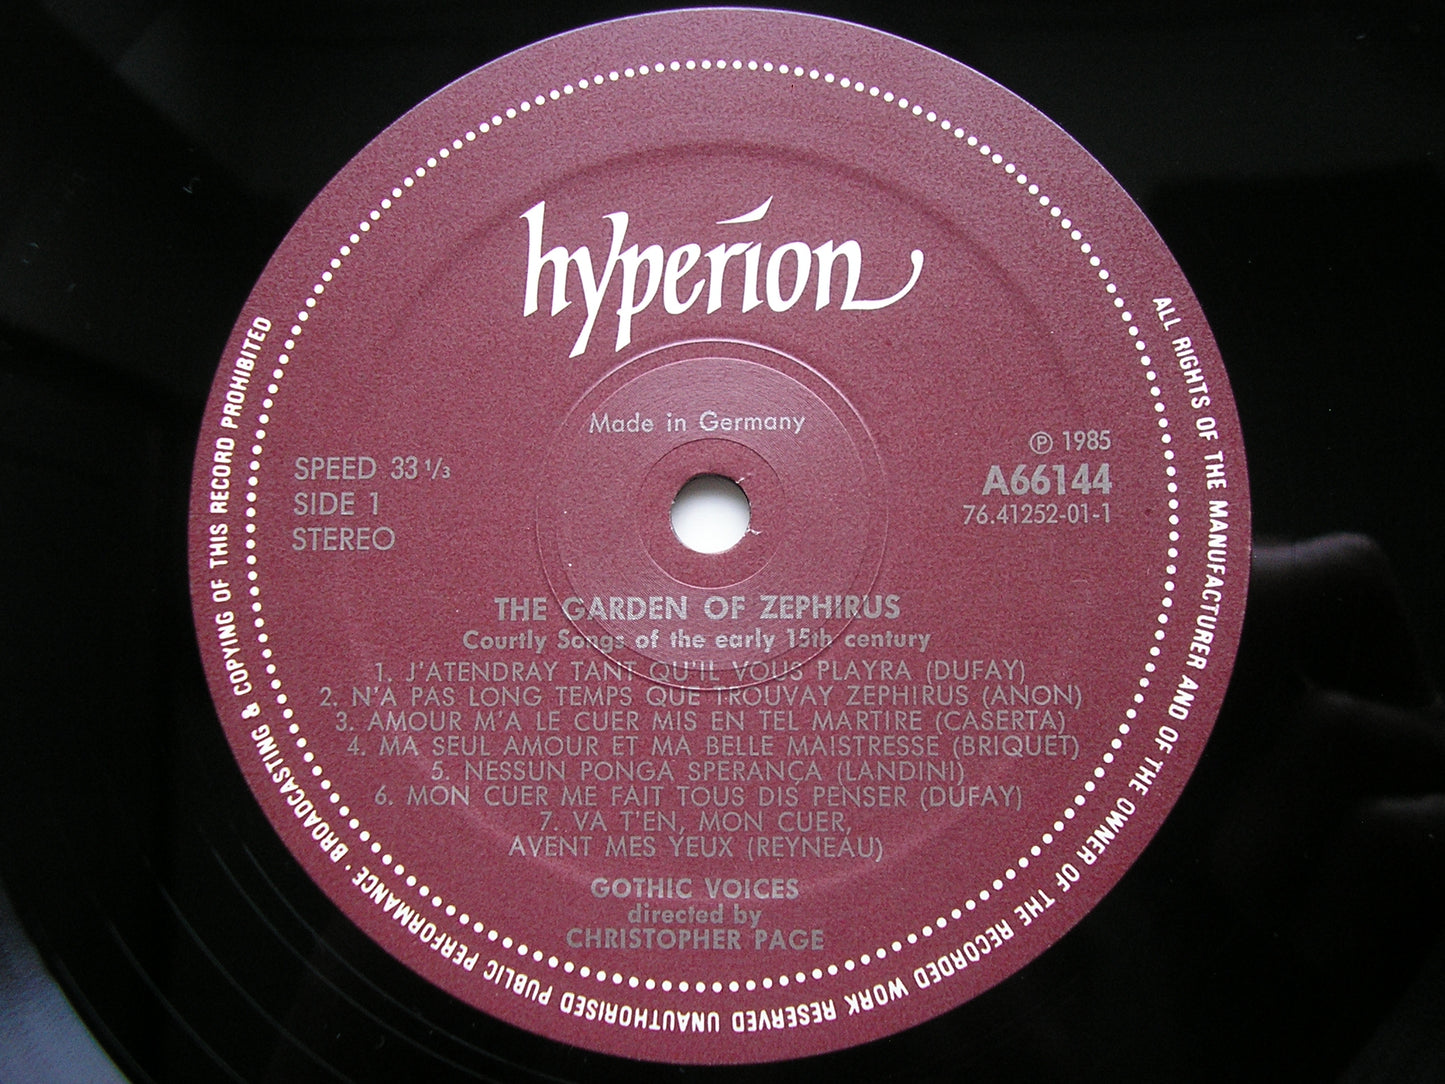 hyperion
Made in Germany
SPEED 33 1/3
SIDE 1
STEREO
℗ 1985
A66144
76.41252-01-1
THE GARDEN OF ZEPHIRUS
Courtly Songs of the early 15th century
1. J'ATENDRAY TANT QU'IL VOUS PLAYRA (DUFAY)
2. N'A PAS LONG TEMPS QUE TROUVAY ZEPHIRUS (ANON)
3. AMOUR M'A LE CUER MIS EN TEL MARTIRE (CASERTA)
4. MA SEUL AMOUR ET MA BELLE MAISTRESSE (BRIQUET)
5. NESSUN PONGA SPERANÇA (LANDINI)
6. MON CUER ME FAIT TOUS DIS PENSER (DUFAY)
7. VA T'EN, MON CUER,
AVENT MES YEUX (REYNEAU)
GOTHIC VOICES
directed by
CHRISTOPHER PAGE
ALL RIGHTS OF THE MANUFACTURER AND OF THE OWNER OF THE RECORDED WORK RESERVED UNAUTHORISED PUBLIC PERFORMANCE · BROADCASTING & COPYING OF THIS RECORD PROHIBITED